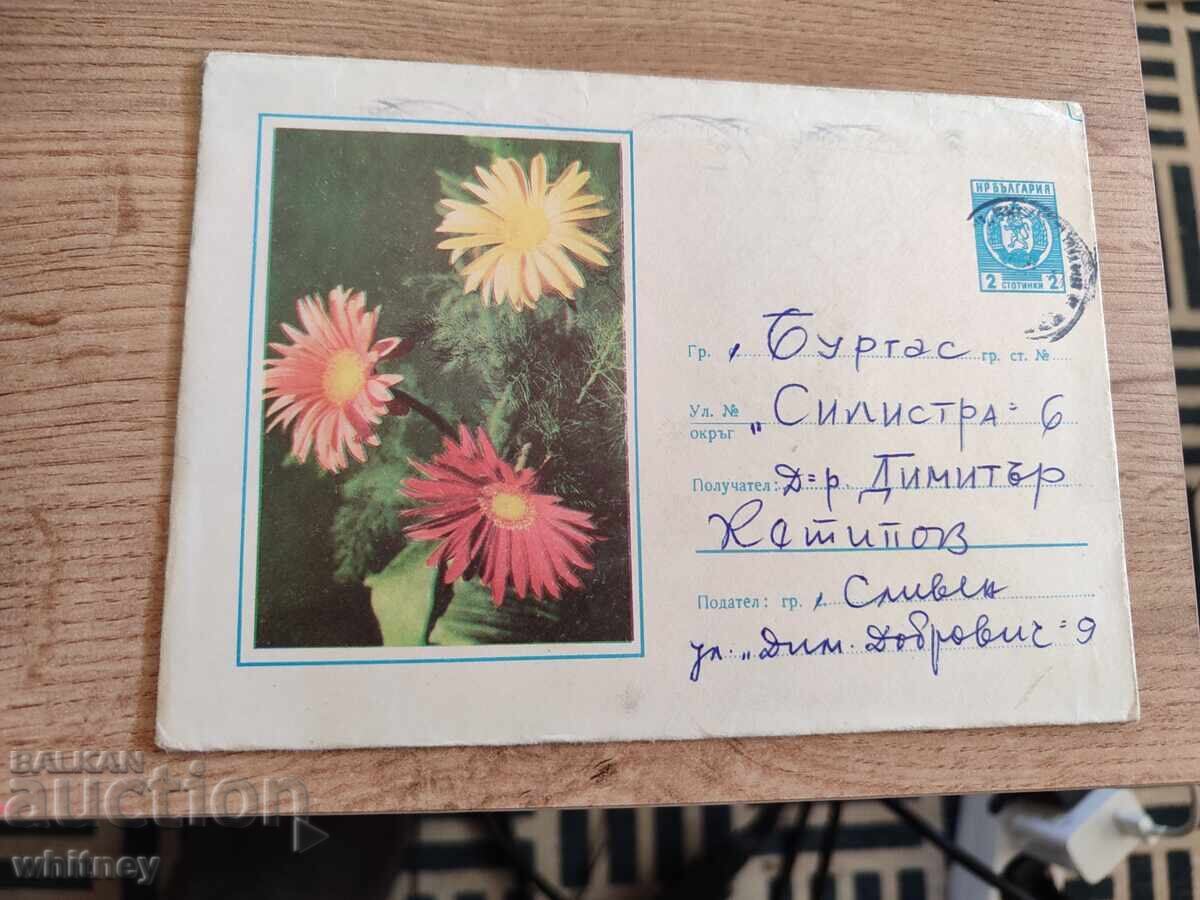 НР БЪЛГАРИЯ
2 СТОТИНКИ 2
Гр. Бургас гр. ст. №
Ул. № „Силистра" 6
окръг
Получател: Д-р Димитър
Катипов
Подател: гр. Сливен
ул. „Дим. Добрович" 9
BALKAN
auction
whitney